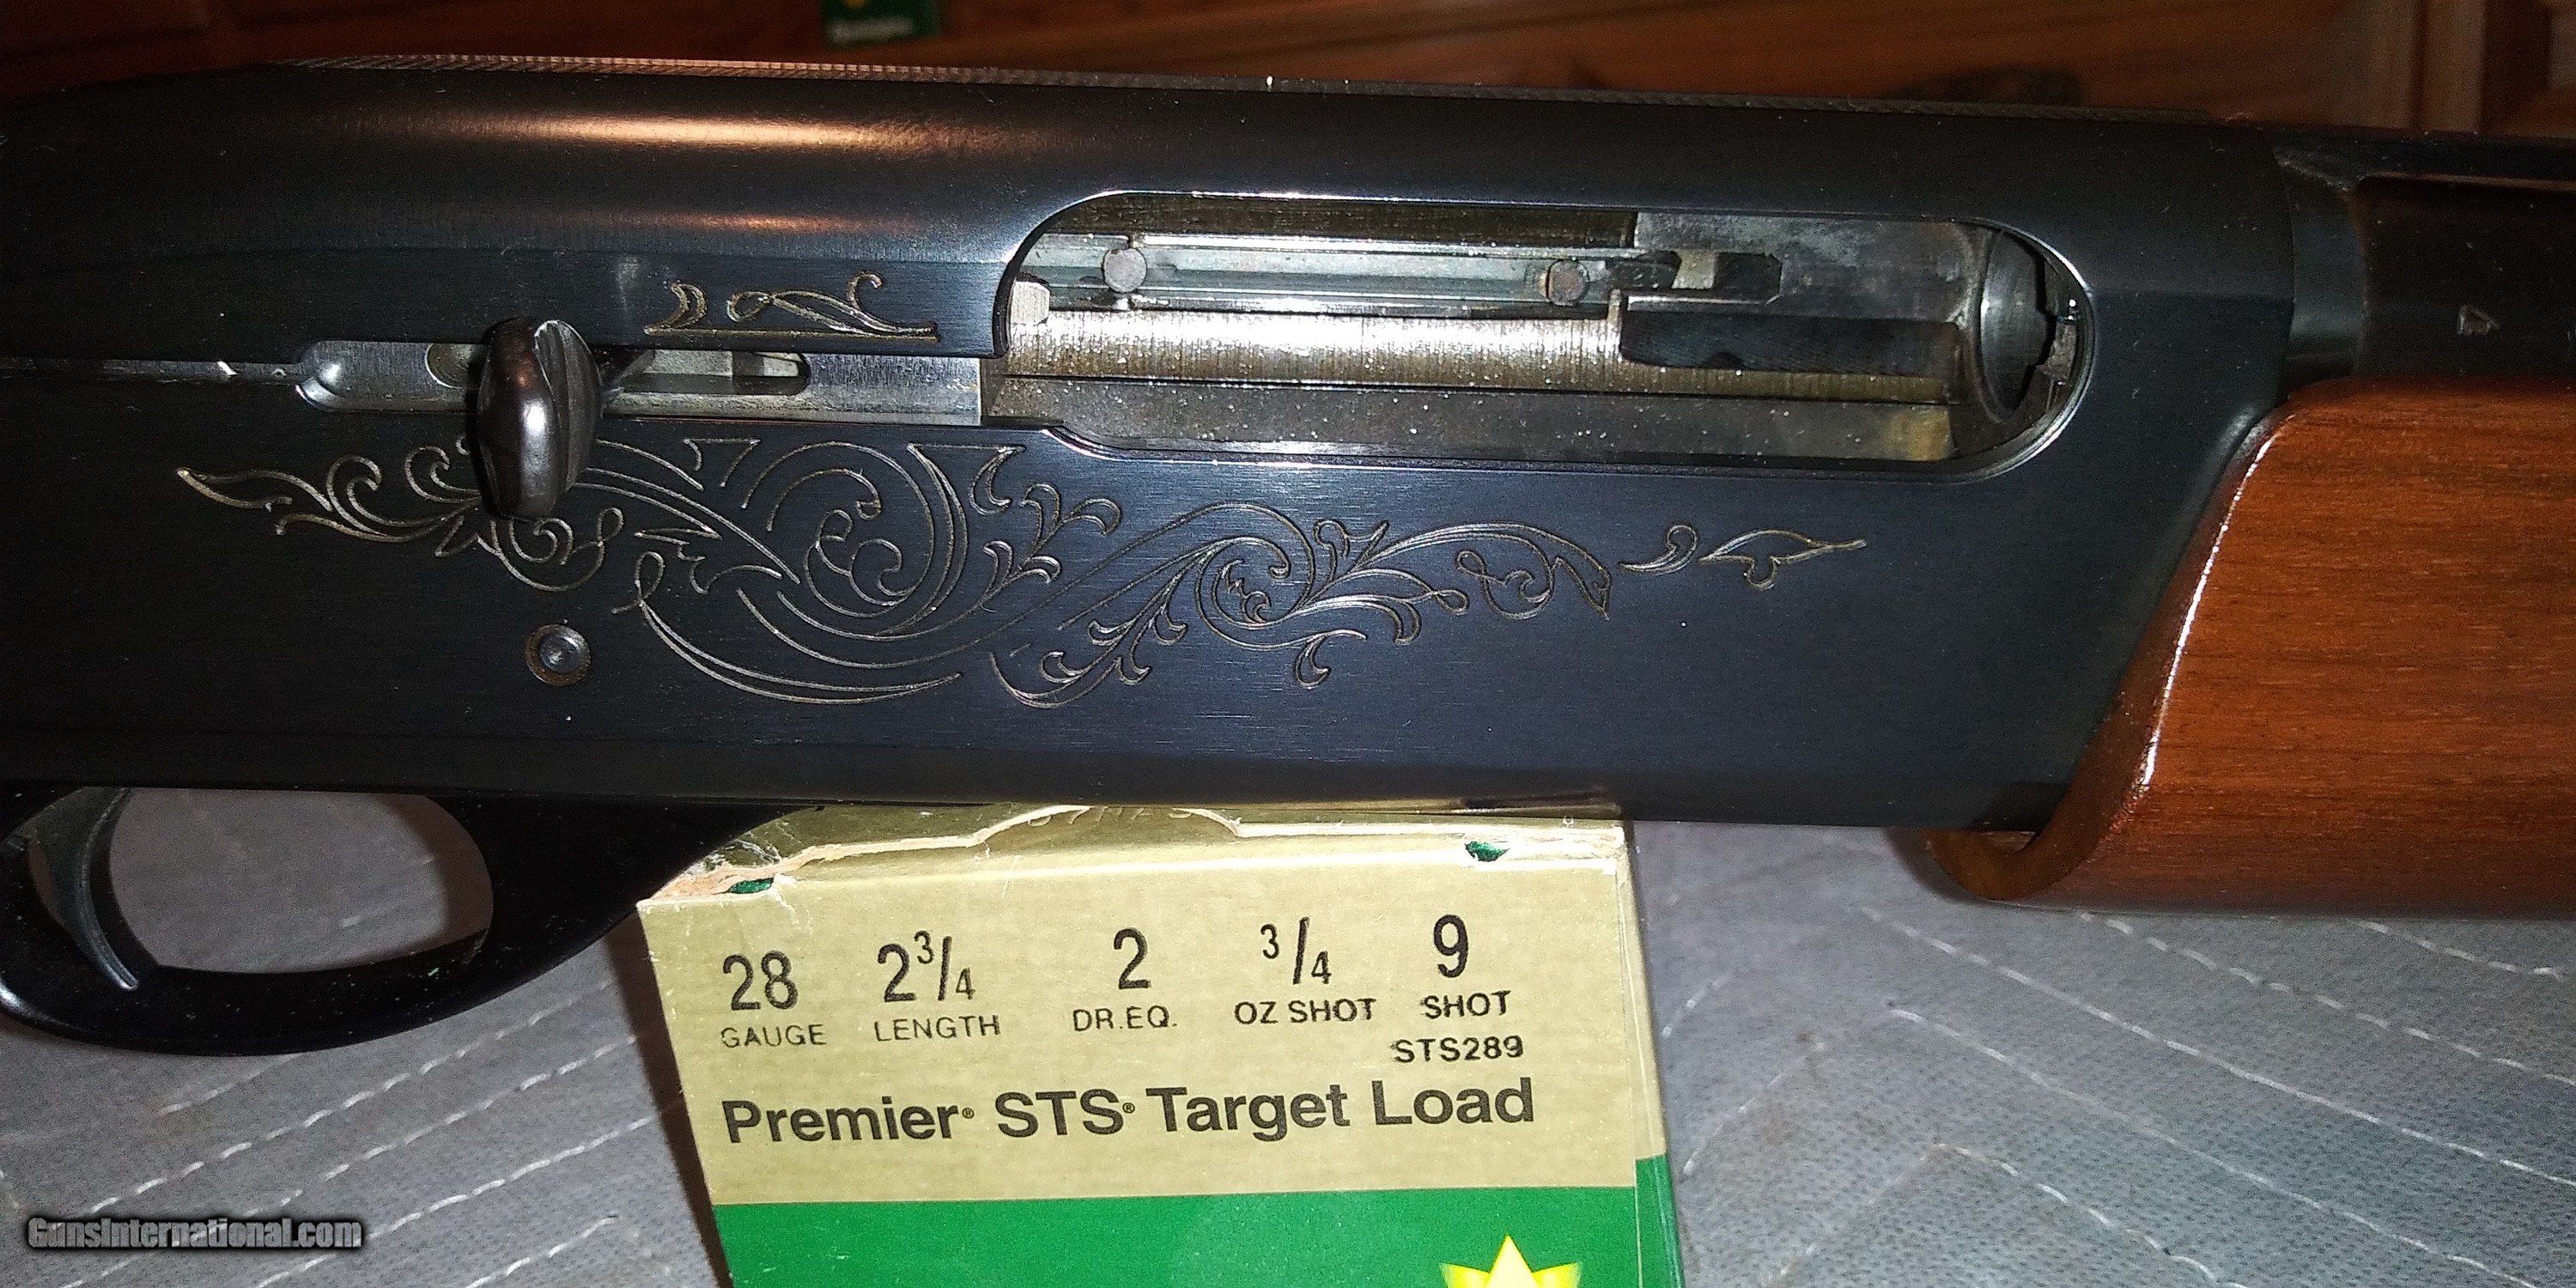 28 2 3/4 2 3/4 9
GAUGE LENGTH DR.EQ. OZ SHOT SHOT
STS289
Premier® STS® Target Load
GunsInternational.com